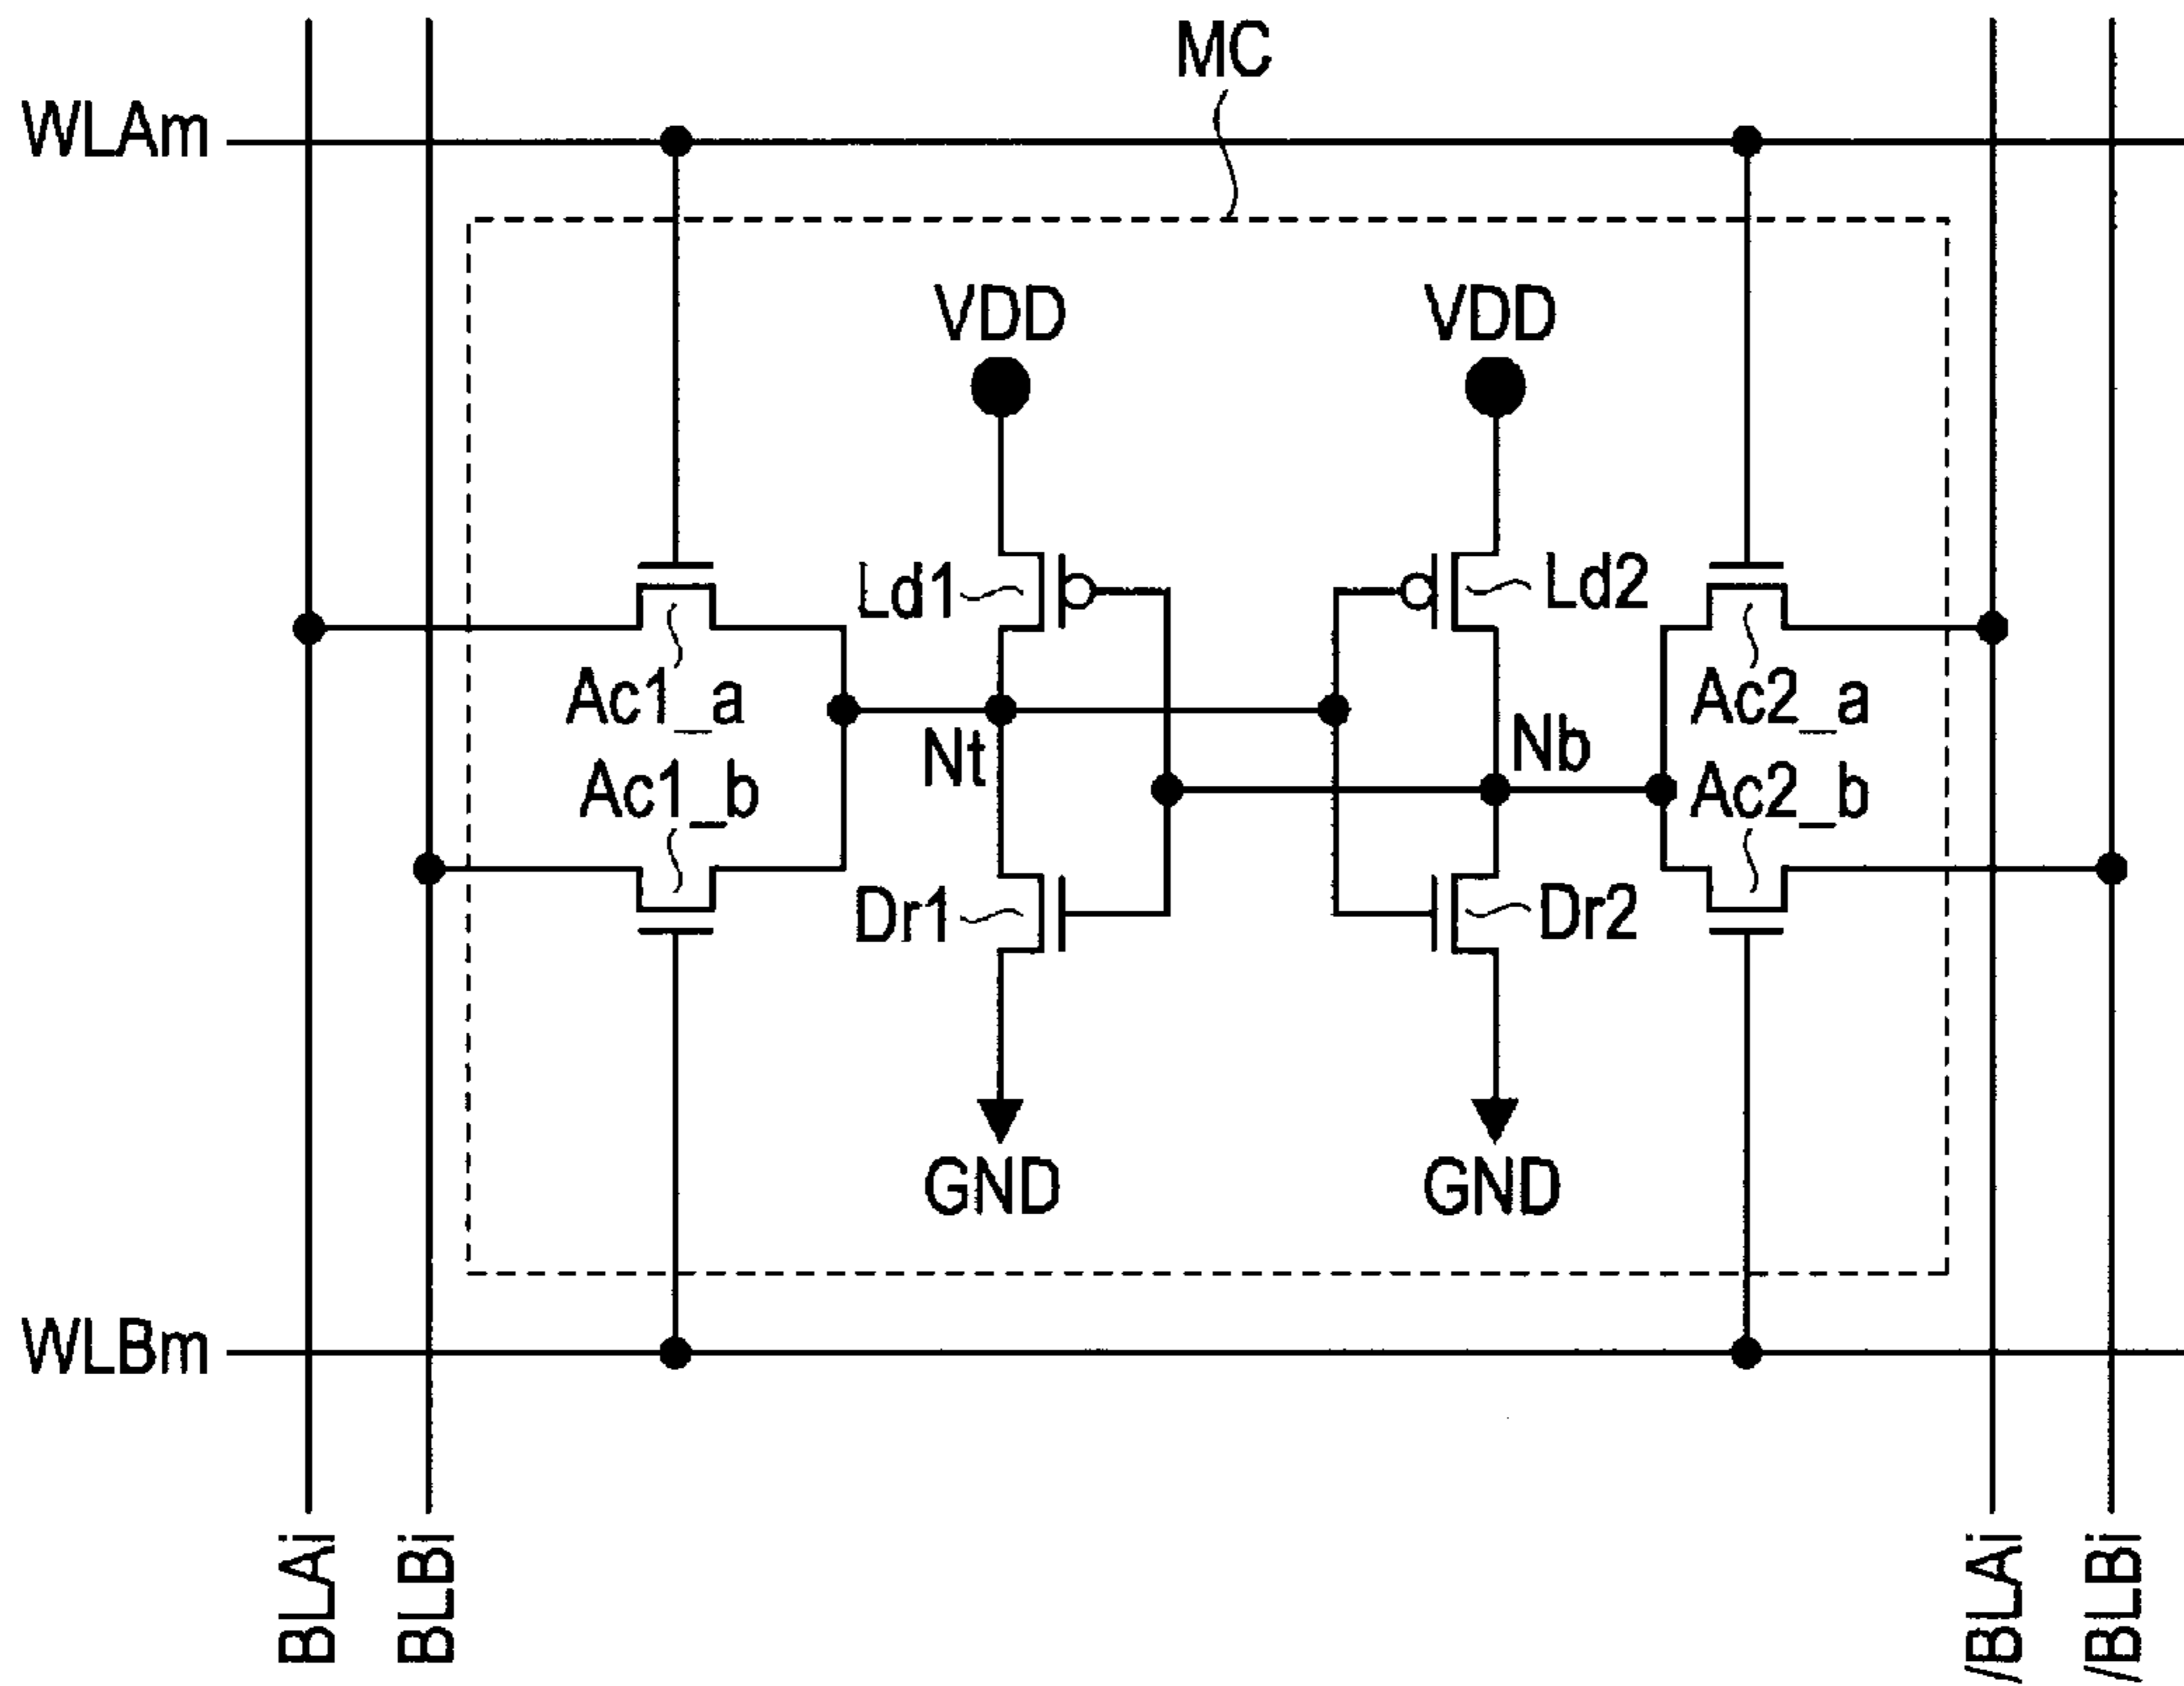 MC
WLAm
VDD
VDD
Ld1
Ld2
Ac1_a
Ac2_a
Nt
Nb
Ac1_b
Ac2_b
Dr1
Dr2
GND
GND
WLBm
BLAi
BLBi
/BLAi
/BLBi